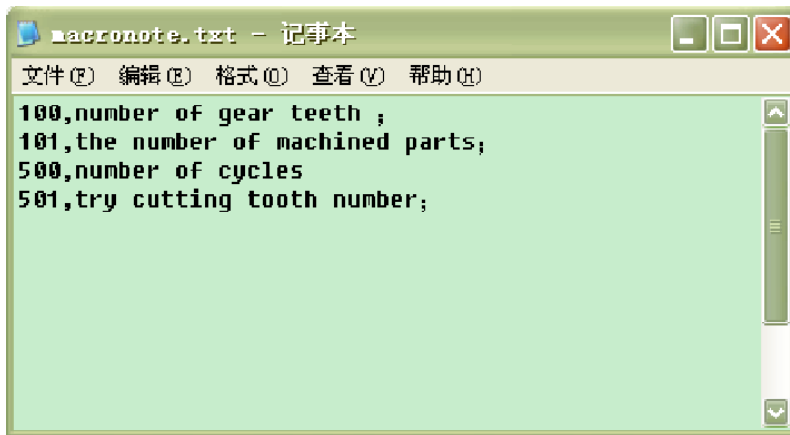 macronote.txt - 记事本
文件(F) 编辑(E) 格式(O) 查看(V) 帮助(H)
100,number of gear teeth ;
101,the number of machined parts;
500,number of cycles
501,try cutting tooth number;